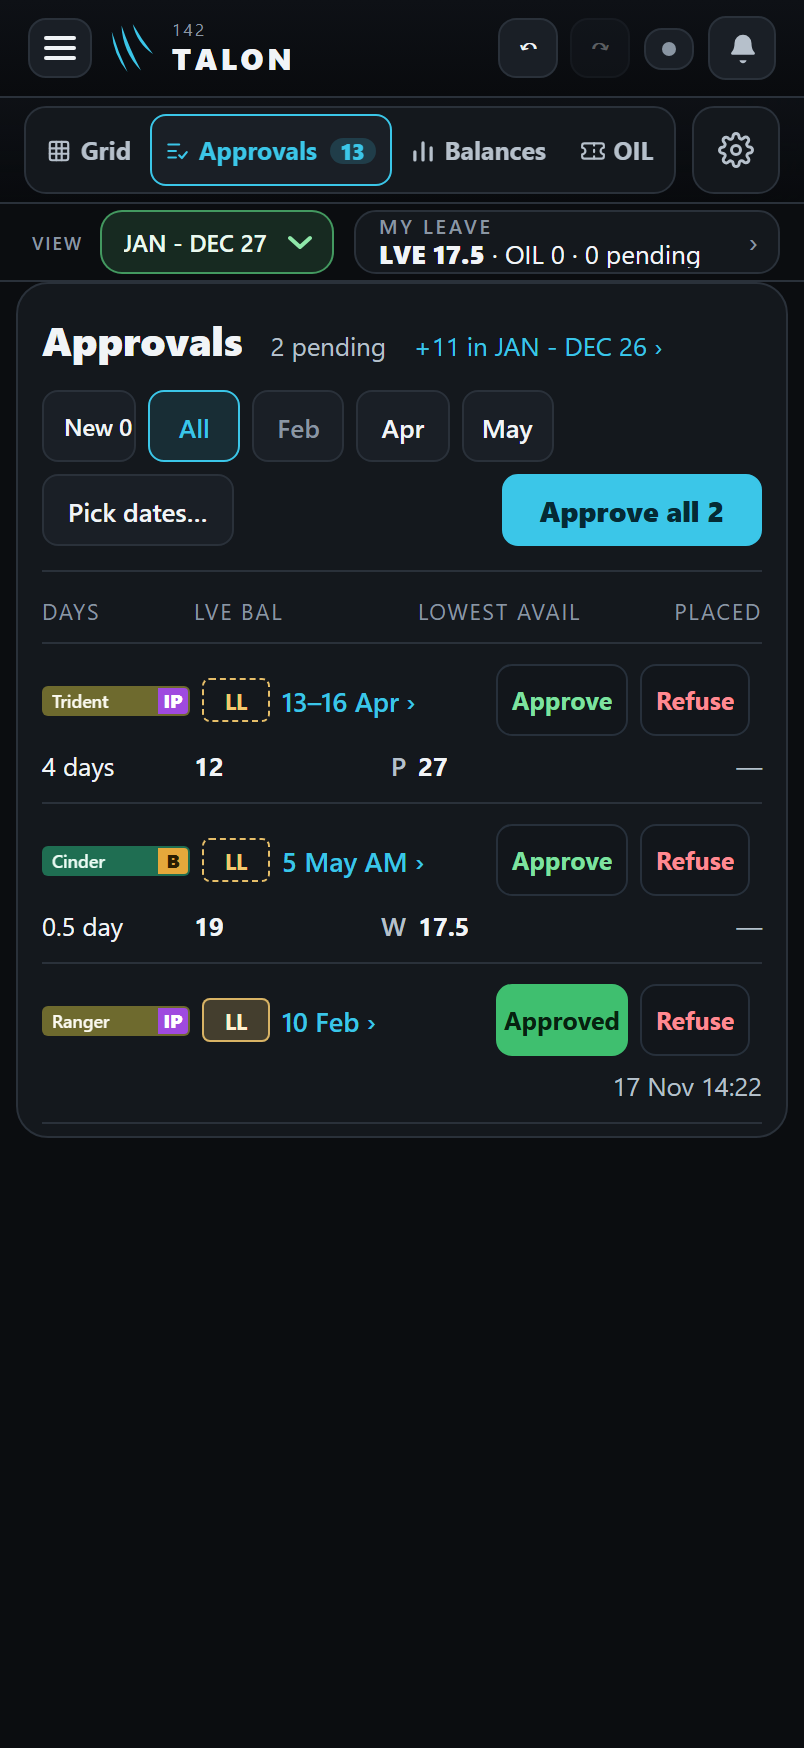 142
TALON
Grid Approvals 13 Balances OIL
VIEW JAN - DEC 27
MY LEAVE
LVE 17.5 · OIL 0 · 0 pending ›
Approvals 2 pending +11 in JAN - DEC 26 ›
New 0 All Feb Apr May
Pick dates... Approve all 2
DAYS LVE BAL LOWEST AVAIL PLACED
Trident IP LL 13–16 Apr › Approve Refuse
4 days 12 P 27 —
Cinder B LL 5 May AM › Approve Refuse
0.5 day 19 W 17.5 —
Ranger IP LL 10 Feb › Approved Refuse
17 Nov 14:22